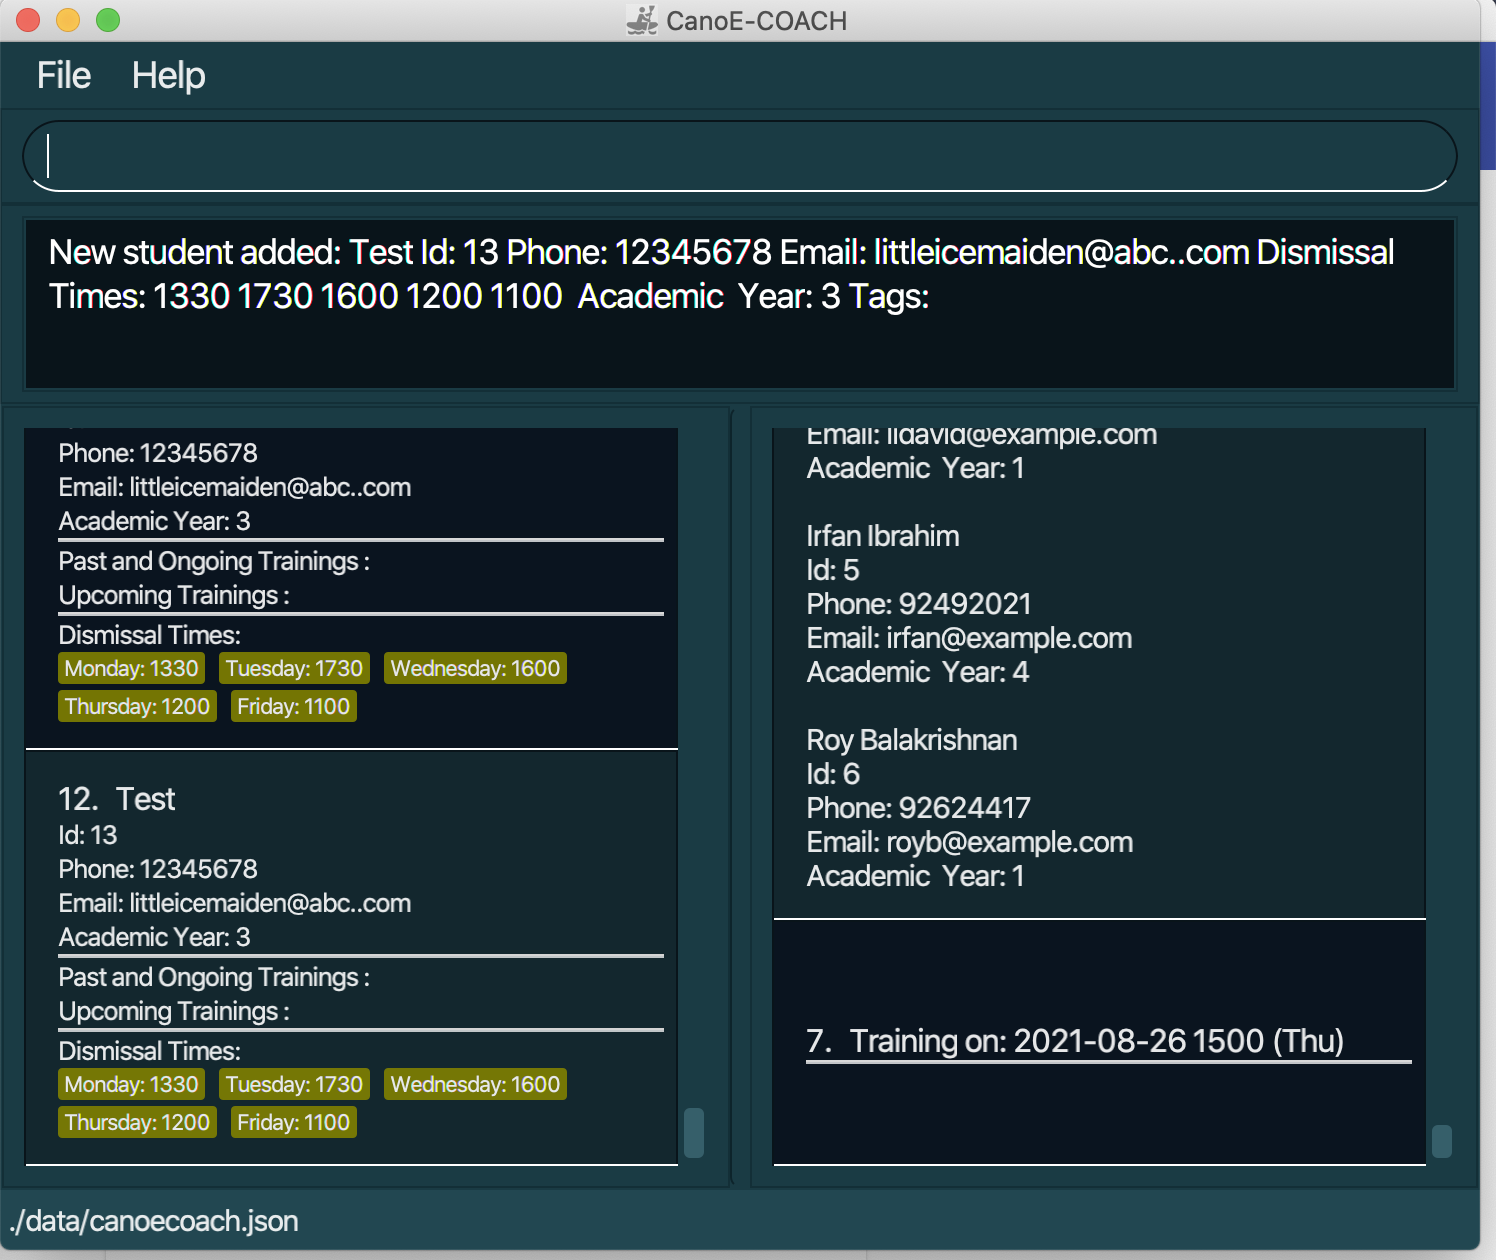 CanoE-COACH
File Help
New student added: Test Id: 13 Phone: 12345678 Email: littleicemaiden@abc..com Dismissal
Times: 1330 1730 1600 1200 1100 Academic Year: 3 Tags:
Phone: 12345678
Email: littleicemaiden@abc..com
Academic Year: 3
Past and Ongoing Trainings :
Upcoming Trainings :
Dismissal Times:
Monday: 1330 Tuesday: 1730 Wednesday: 1600
Thursday: 1200 Friday: 1100
12. Test
Id: 13
Phone: 12345678
Email: littleicemaiden@abc..com
Academic Year: 3
Past and Ongoing Trainings :
Upcoming Trainings :
Dismissal Times:
Monday: 1330 Tuesday: 1730 Wednesday: 1600
Thursday: 1200 Friday: 1100
Email: lidavid@example.com
Academic Year: 1
Irfan Ibrahim
Id: 5
Phone: 92492021
Email: irfan@example.com
Academic Year: 4
Roy Balakrishnan
Id: 6
Phone: 92624417
Email: royb@example.com
Academic Year: 1
7. Training on: 2021-08-26 1500 (Thu)
./data/canoecoach.json